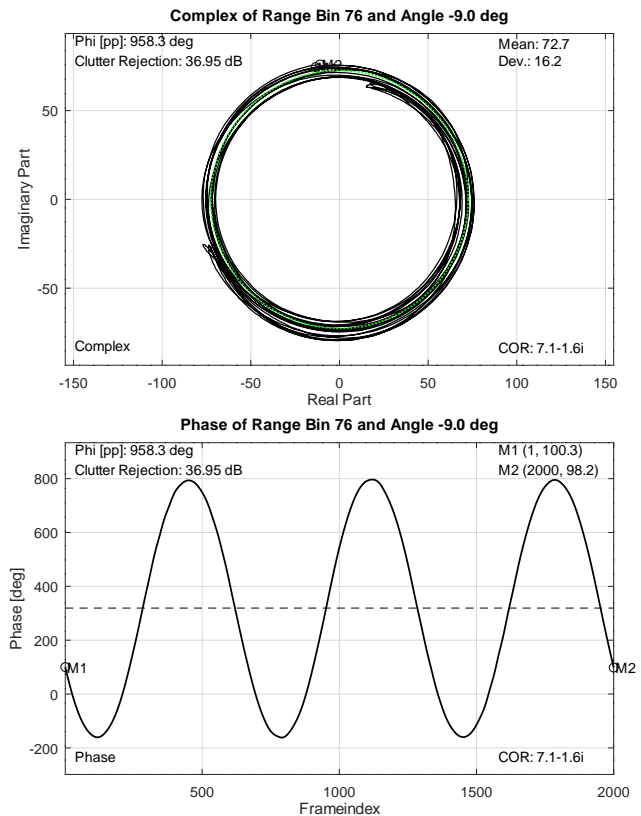 Complex of Range Bin 76 and Angle -9.0 deg
Phi [pp]: 958.3 deg
Clutter Rejection: 36.95 dB
Mean: 72.7
Dev.: 16.2
M2
50
0
-50
Imaginary Part
Complex
COR: 7.1-1.6i
-150 -100 -50 0 50 100 150
Real Part
Phase of Range Bin 76 and Angle -9.0 deg
Phi [pp]: 958.3 deg
Clutter Rejection: 36.95 dB
M1 (1, 100.3)
M2 (2000, 98.2)
800
600
400
200
0
-200
Phase [deg]
M1
M2
Phase
COR: 7.1-1.6i
500 1000 1500 2000
Frameindex